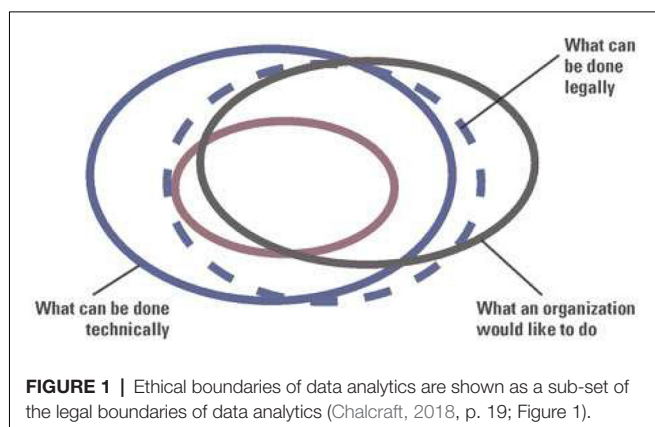 What can
be done
legally
What can be done
technically
What an organization
would like to do
FIGURE 1 | Ethical boundaries of data analytics are shown as a sub-set of
the legal boundaries of data analytics (Chalcraft, 2018, p. 19; Figure 1).